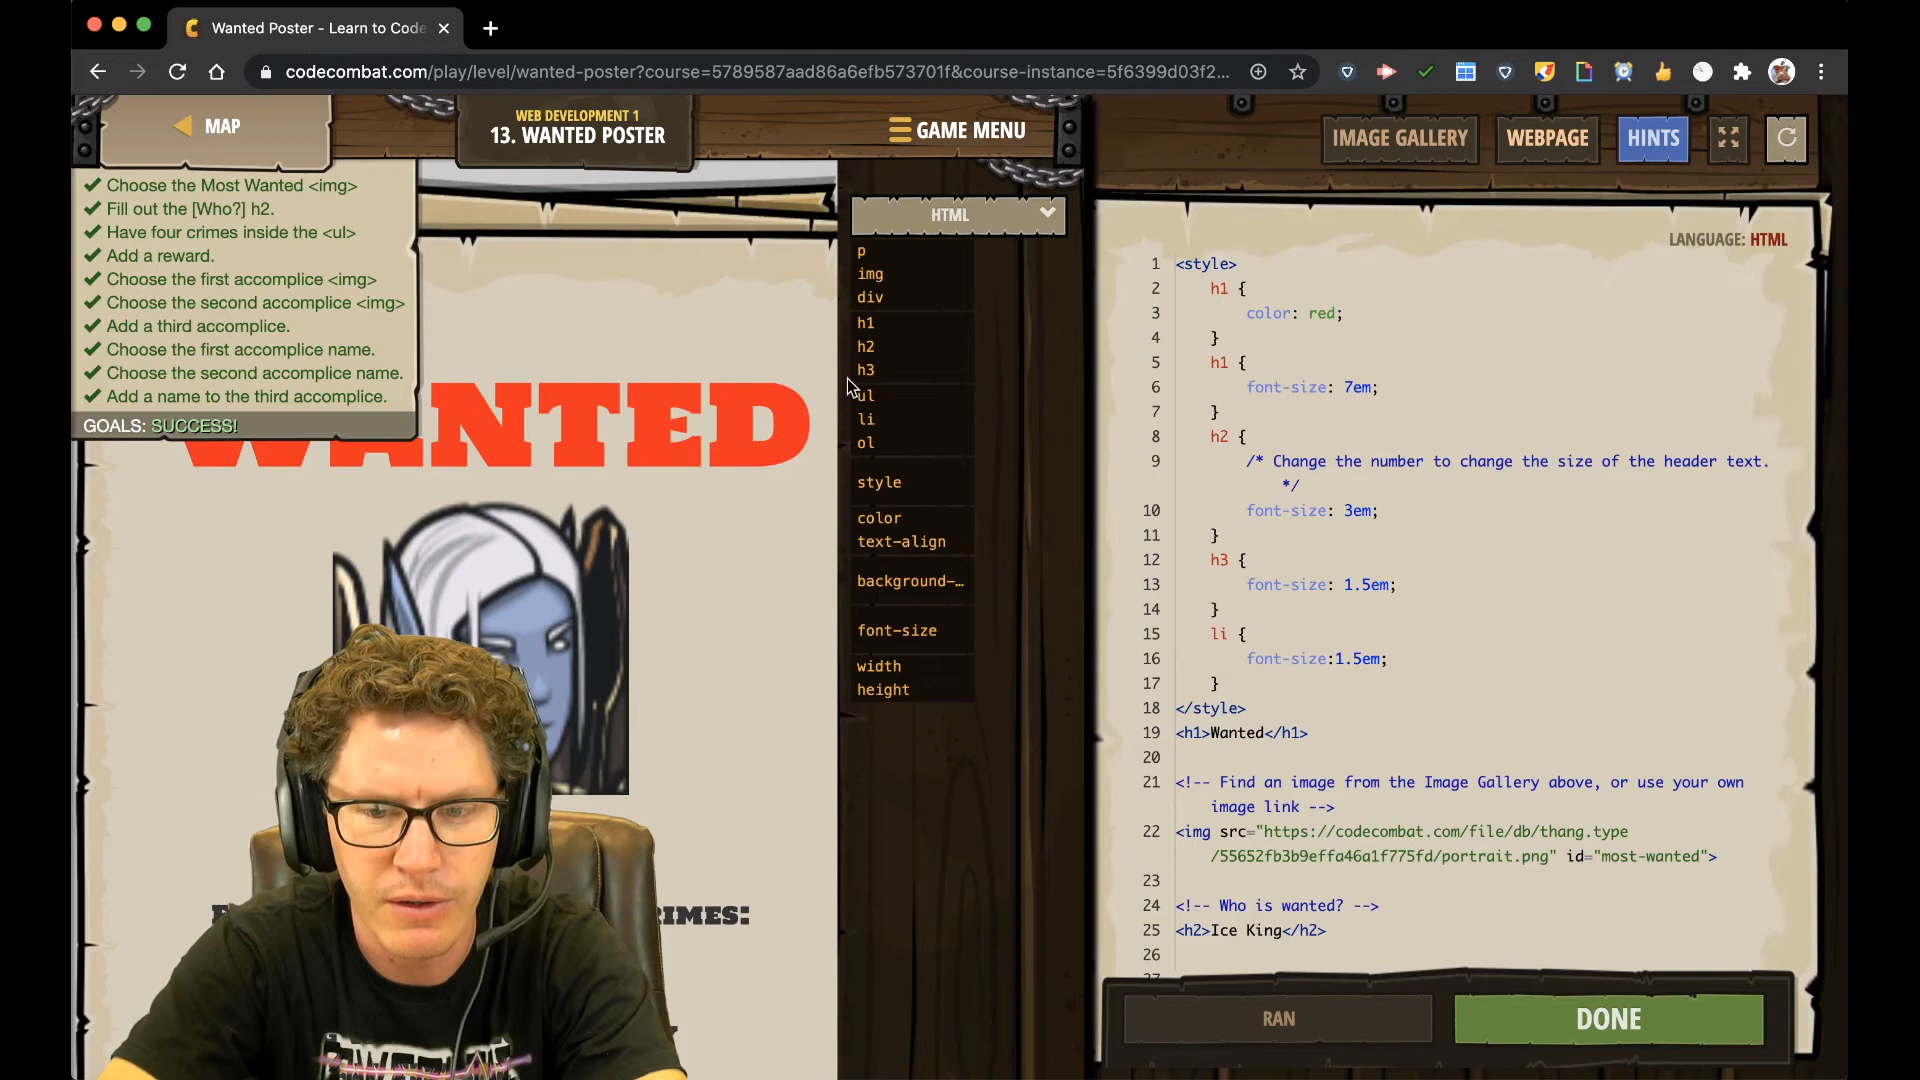 Wanted Poster - Learn to Code
codecombat.com/play/level/wanted-poster?course=5789587aad86a6efb573701f&course-instance=5f6399d03f2...
MAP
WEB DEVELOPMENT 1
13. WANTED POSTER
GAME MENU
IMAGE GALLERY
WEBPAGE
HINTS
Choose the Most Wanted <img>
Fill out the [Who?] h2.
Have four crimes inside the <ul>
Add a reward.
Choose the first accomplice <img>
Choose the second accomplice <img>
Add a third accomplice.
Choose the first accomplice name.
Choose the second accomplice name.
Add a name to the third accomplice.
GOALS: SUCCESS!
WANTED
RIMES:
HTML
p
img
div
h1
h2
h3
ul
li
ol
style
color
text-align
background-…
font-size
width
height
LANGUAGE: HTML
1 <style>
2 h1 {
3 color: red;
4 }
5 h1 {
6 font-size: 7em;
7 }
8 h2 {
9 /* Change the number to change the size of the header text.
*/
10 font-size: 3em;
11 }
12 h3 {
13 font-size: 1.5em;
14 }
15 li {
16 font-size:1.5em;
17 }
18 </style>
19 <h1>Wanted</h1>
20
21 <!-- Find an image from the Image Gallery above, or use your own
image link -->
22 <img src="https://codecombat.com/file/db/thang.type
/55652fb3b9effa46a1f775fd/portrait.png" id="most-wanted">
23
24 <!-- Who is wanted? -->
25 <h2>Ice King</h2>
26
27
RAN
DONE